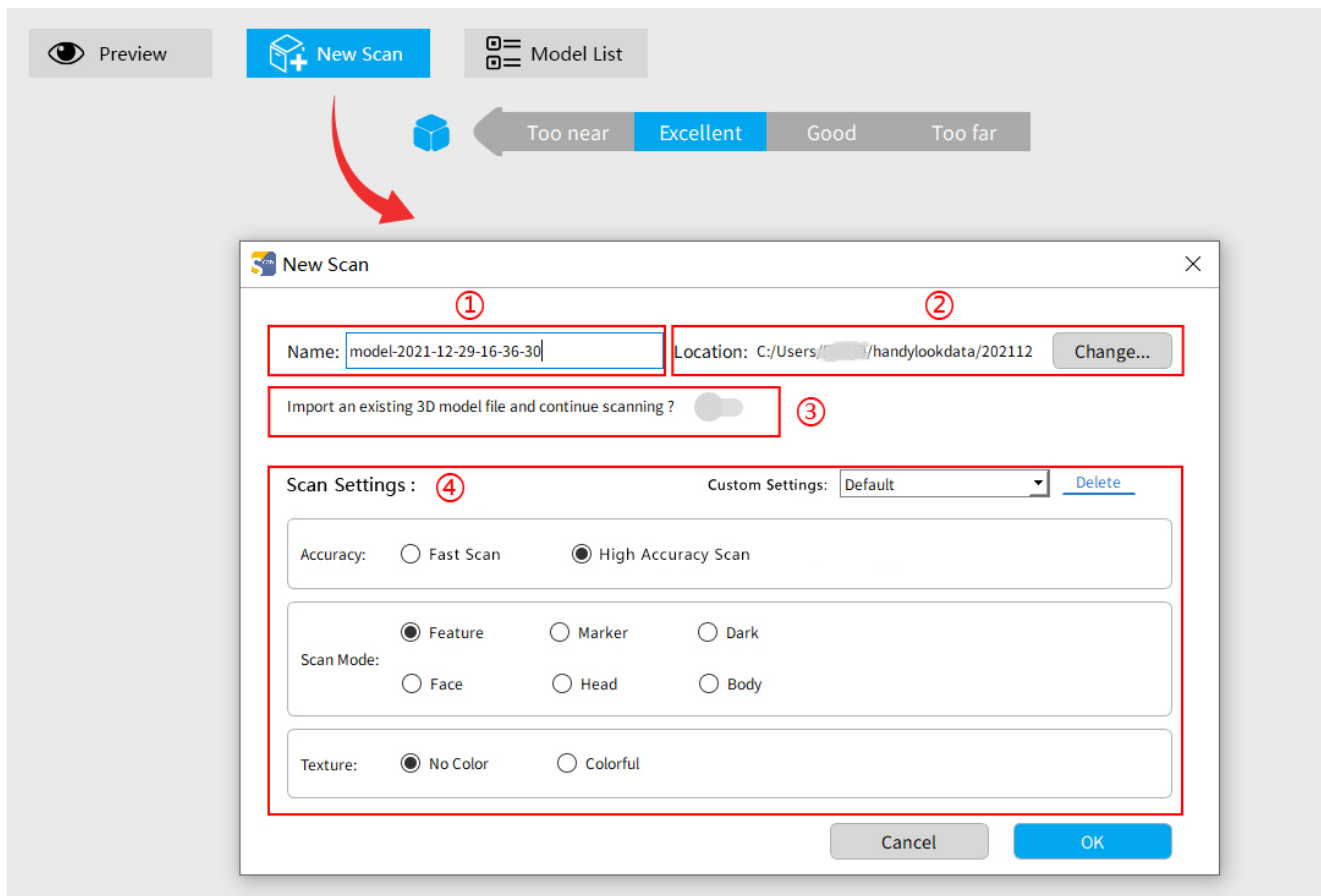 Preview New Scan Model List
Too near Excellent Good Too far
New Scan
① ②
Name: model-2021-12-29-16-36-30 Location: C:/Users/ /handylookdata/202112 Change...
Import an existing 3D model file and continue scanning ? ③
Scan Settings : ④ Custom Settings: Default Delete
Accuracy: Fast Scan High Accuracy Scan
Feature Marker Dark
Scan Mode:
Face Head Body
Texture: No Color Colorful
Cancel OK